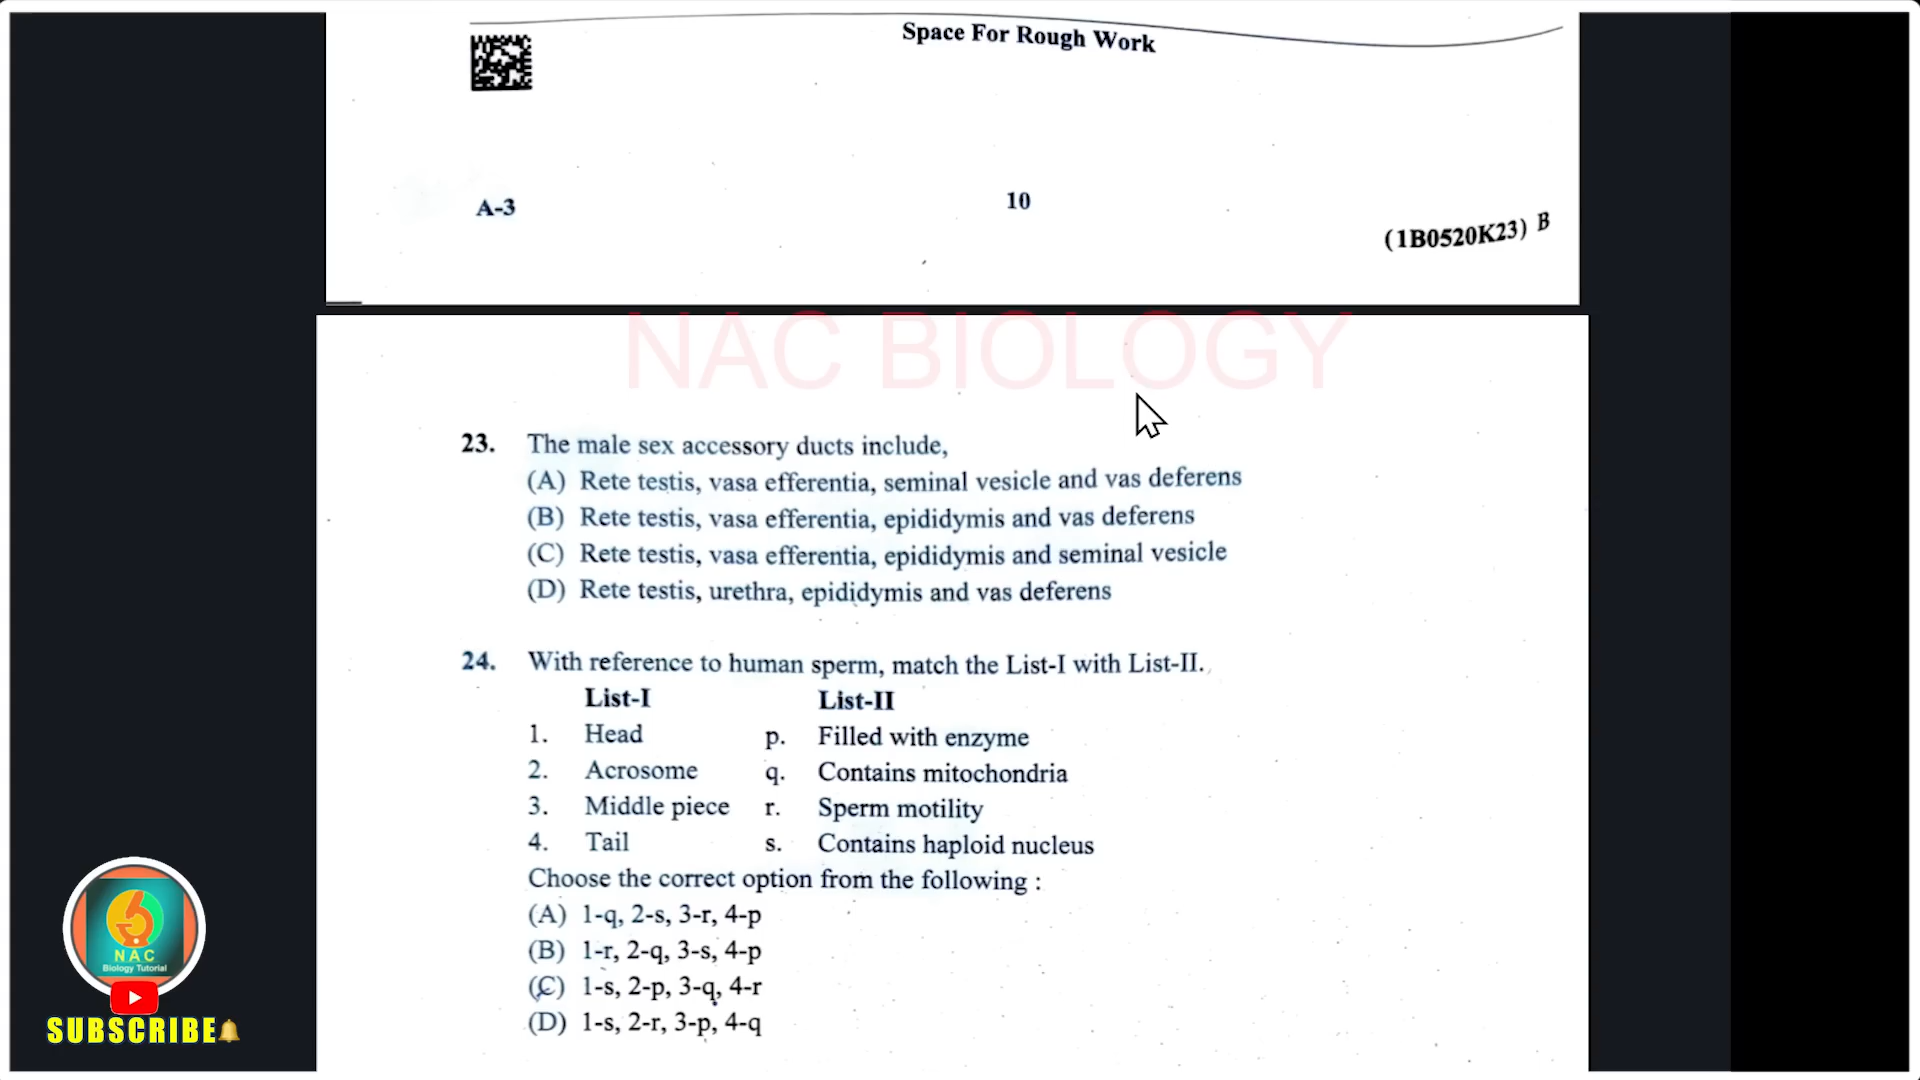 Space For Rough Work
A-3
10
(1B0520K23) B
NAC BIOLOGY
23. The male sex accessory ducts include,
(A) Rete testis, vasa efferentia, seminal vesicle and vas deferens
(B) Rete testis, vasa efferentia, epididymis and vas deferens
(C) Rete testis, vasa efferentia, epididymis and seminal vesicle
(D) Rete testis, urethra, epididymis and vas deferens
24. With reference to human sperm, match the List-I with List-II.
List-I List-II
1. Head p. Filled with enzyme
2. Acrosome q. Contains mitochondria
3. Middle piece r. Sperm motility
4. Tail s. Contains haploid nucleus
Choose the correct option from the following :
(A) 1-q, 2-s, 3-r, 4-p
(B) 1-r, 2-q, 3-s, 4-p
(C) 1-s, 2-p, 3-q, 4-r
(D) 1-s, 2-r, 3-p, 4-q
NAC
Biology Tutorial
SUBSCRIBE